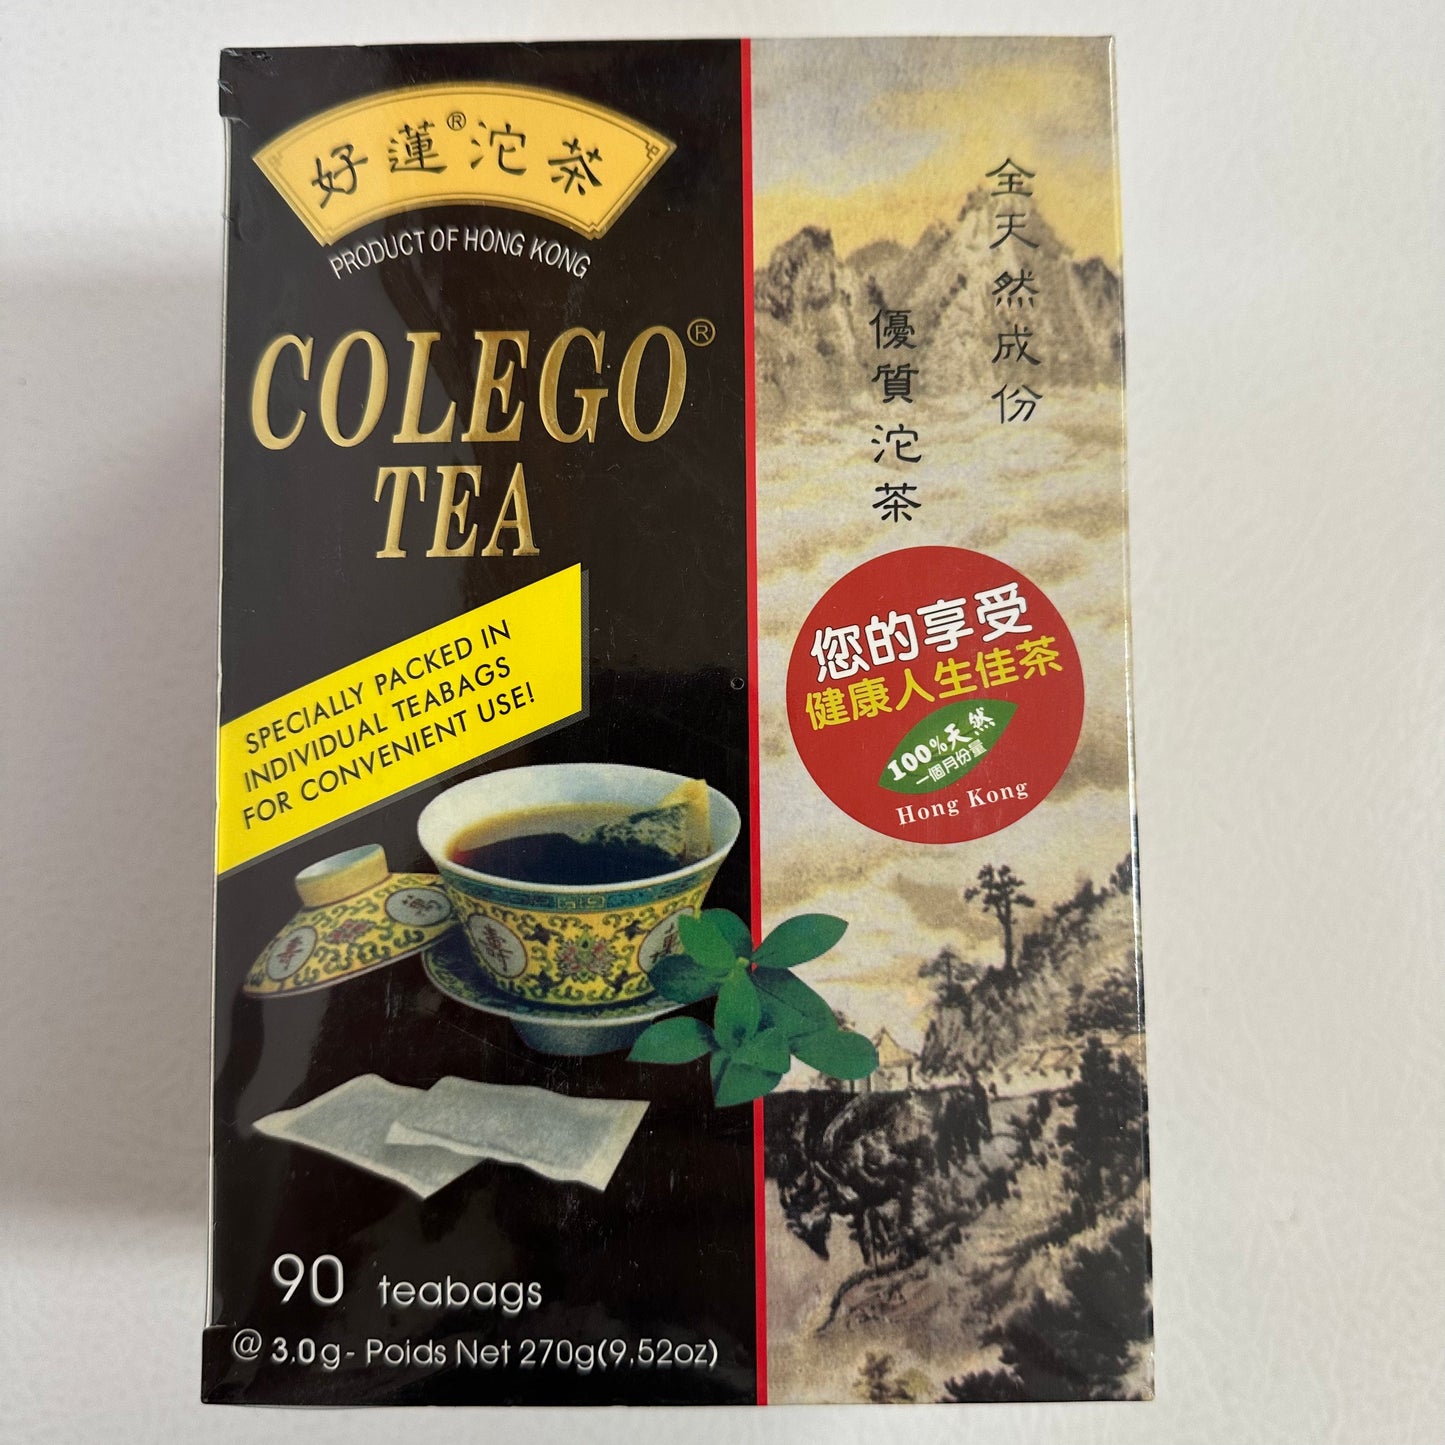 好蓮®沱茶
PRODUCT OF HONG KONG
COLEGO®
TEA
SPECIALLY PACKED IN
INDIVIDUAL TEABAGS
FOR CONVENIENT USE!
90 teabags
@ 3.0g - Poids Net 270g(9.52oz)
全天然成份
優質沱茶
您的享受
健康人生佳茶
100%天然
一個月份量
Hong Kong